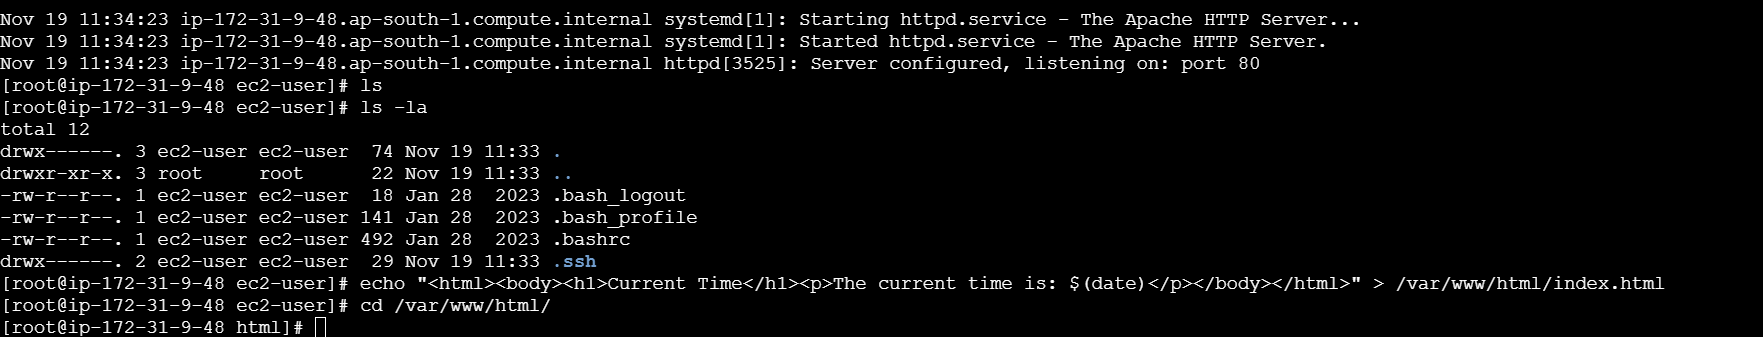 Nov 19 11:34:23 ip-172-31-9-48.ap-south-1.compute.internal systemd[1]: Starting httpd.service - The Apache HTTP Server...
Nov 19 11:34:23 ip-172-31-9-48.ap-south-1.compute.internal systemd[1]: Started httpd.service - The Apache HTTP Server.
Nov 19 11:34:23 ip-172-31-9-48.ap-south-1.compute.internal httpd[3525]: Server configured, listening on: port 80
[root@ip-172-31-9-48 ec2-user]# ls
[root@ip-172-31-9-48 ec2-user]# ls -la
total 12
drwx------. 3 ec2-user ec2-user  74 Nov 19 11:33 .
drwxr-xr-x. 3 root     root      22 Nov 19 11:33 ..
-rw-r--r--. 1 ec2-user ec2-user  18 Jan 28  2023 .bash_logout
-rw-r--r--. 1 ec2-user ec2-user 141 Jan 28  2023 .bash_profile
-rw-r--r--. 1 ec2-user ec2-user 492 Jan 28  2023 .bashrc
drwx------. 2 ec2-user ec2-user  29 Nov 19 11:33 .ssh
[root@ip-172-31-9-48 ec2-user]# echo "<html><body><h1>Current Time</h1><p>The current time is: $(date)</p></body></html>" > /var/www/html/index.html
[root@ip-172-31-9-48 ec2-user]# cd /var/www/html/
[root@ip-172-31-9-48 html]#